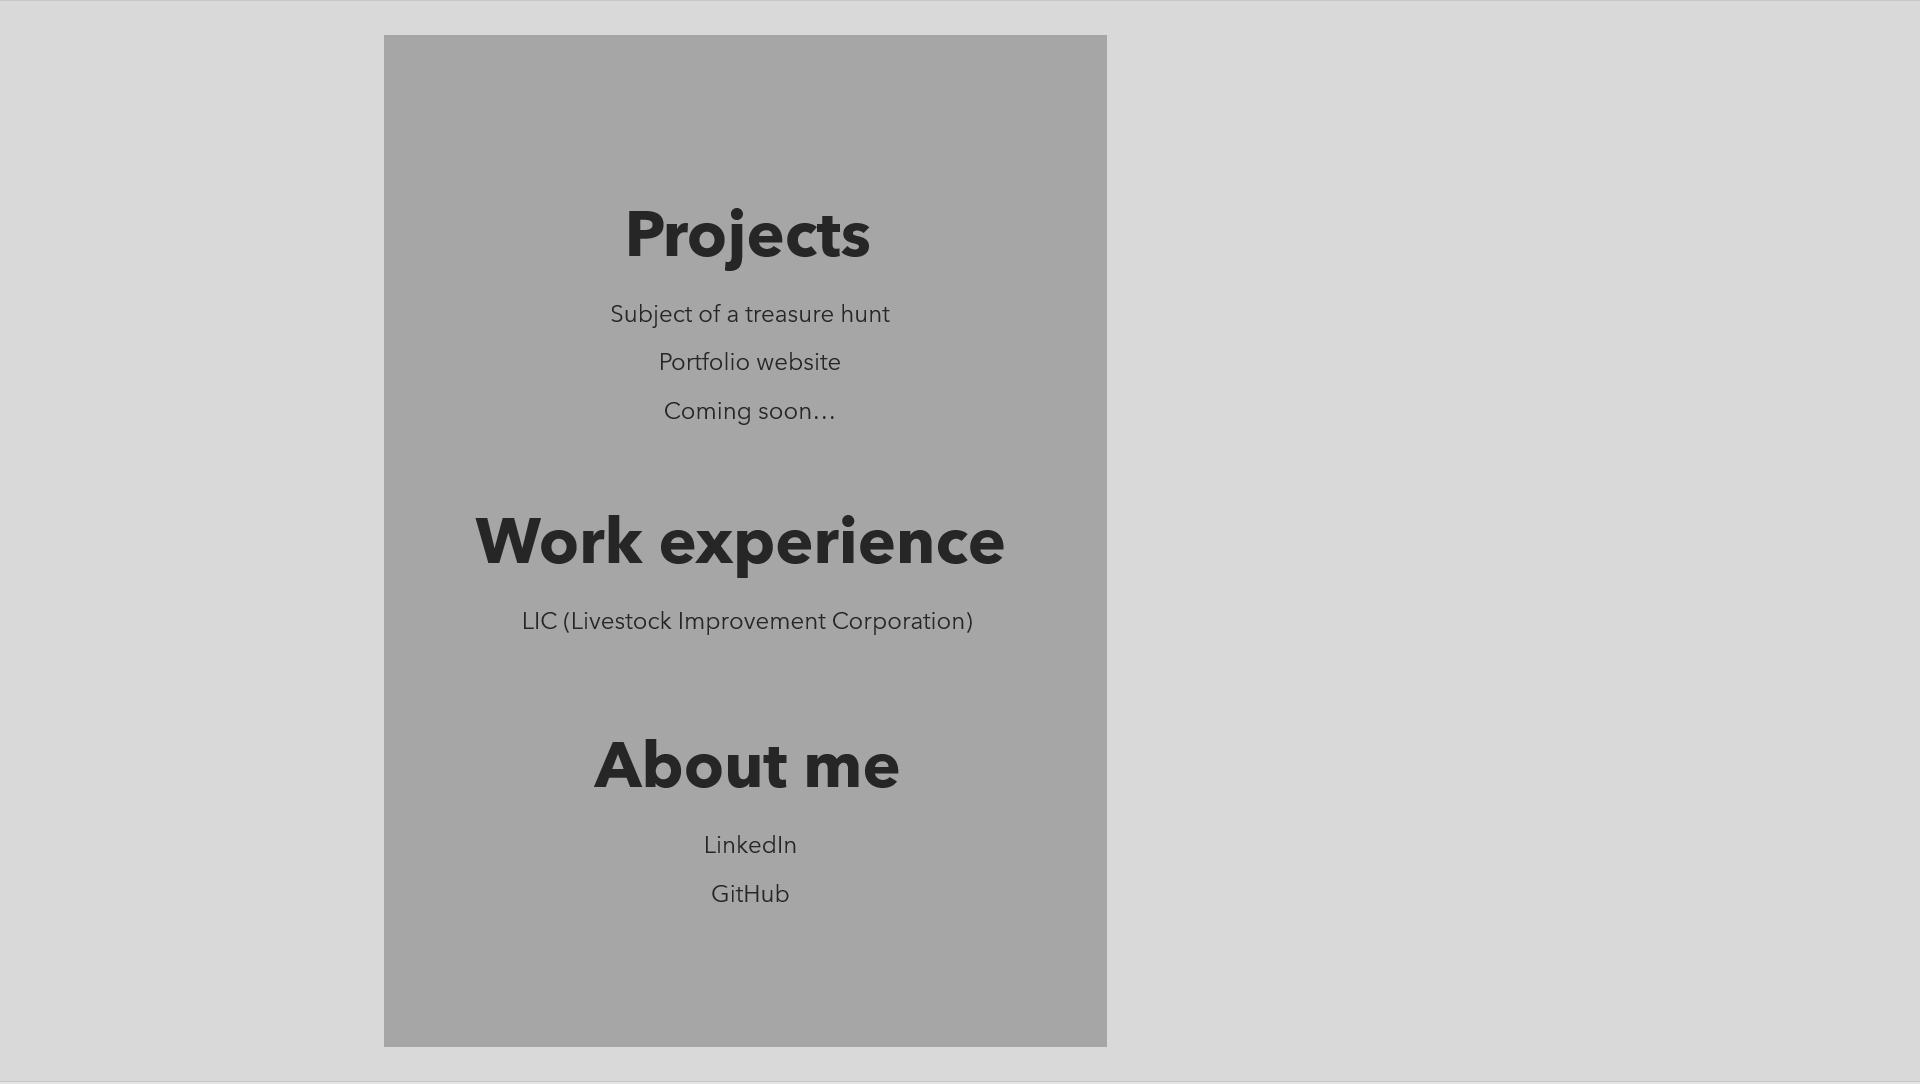 Projects
Subject of a treasure hunt
Portfolio website
Coming soon…
Work experience
LIC (Livestock Improvement Corporation)
About me
LinkedIn
GitHub